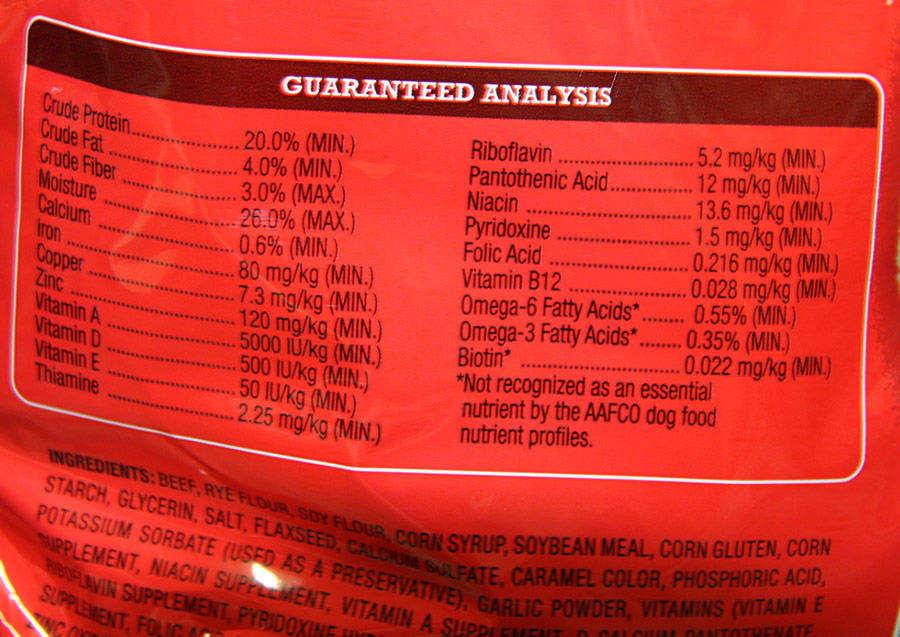 GUARANTEED ANALYSIS
Crude Protein.............. 20.0% (MIN.)
Crude Fat .................. 4.0% (MIN.)
Crude Fiber ................ 3.0% (MAX.)
Moisture ................... 26.0% (MAX.)
Calcium .................... 0.6% (MIN.)
Iron ....................... 80 mg/kg (MIN.)
Copper ..................... 7.3 mg/kg (MIN.)
Zinc ....................... 120 mg/kg (MIN.)
Vitamin A .................. 5000 IU/kg (MIN.)
Vitamin D .................. 500 IU/kg (MIN.)
Vitamin E .................. 50 IU/kg (MIN.)
Thiamine ................... 2.25 mg/kg (MIN.)
Riboflavin ................. 5.2 mg/kg (MIN.)
Pantothenic Acid............ 12 mg/kg (MIN.)
Niacin ..................... 13.6 mg/kg (MIN.)
Pyridoxine ................. 1.5 mg/kg (MIN.)
Folic Acid ................. 0.216 mg/kg (MIN.)
Vitamin B12 ................ 0.028 mg/kg (MIN.)
Omega-6 Fatty Acids* ....... 0.55% (MIN.)
Omega-3 Fatty Acids* ....... 0.35% (MIN.)
Biotin* .................... 0.022 mg/kg (MIN.)
*Not recognized as an essential
nutrient by the AAFCO dog food
nutrient profiles.
INGREDIENTS: BEEF, RYE FLOUR, SOY FLOUR, CORN SYRUP, SOYBEAN MEAL, CORN GLUTEN, CORN
STARCH, GLYCERIN, SALT, FLAXSEED, CALCIUM SULFATE, CARAMEL COLOR, PHOSPHORIC ACID,
POTASSIUM SORBATE (USED AS A PRESERVATIVE), GARLIC POWDER, VITAMINS (VITAMIN E
SUPPLEMENT, NIACIN SUPPLEMENT, VITAMIN A SUPPLEMENT, D-CALCIUM PANTOTHENATE
RIBOFLAVIN SUPPLEMENT, PYRIDOXINE
SUPPLEMENT, FOLIC
ZINC